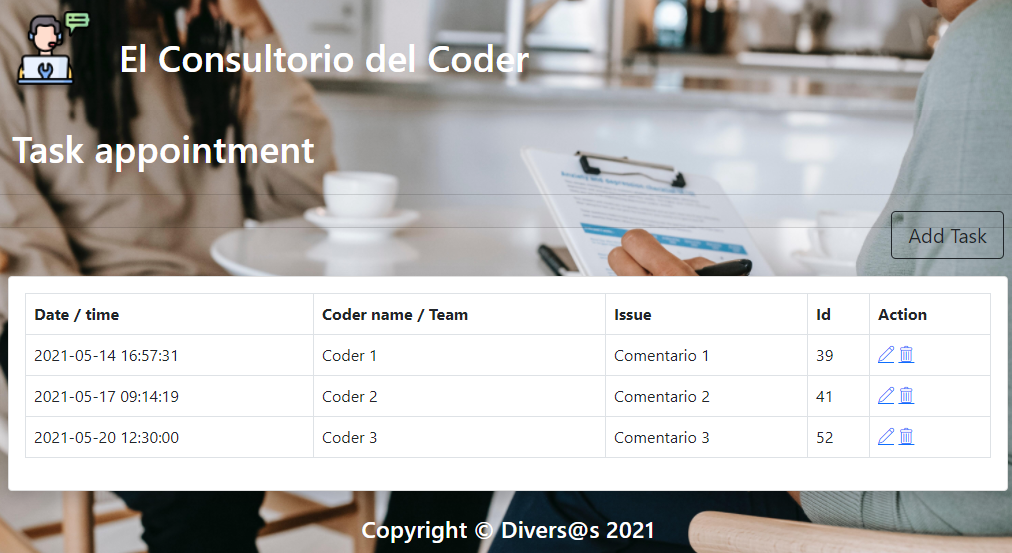 El Consultorio del Coder
Task appointment
Add Task
Date / time Coder name / Team Issue Id Action
2021-05-14 16:57:31 Coder 1 Comentario 1 39
2021-05-17 09:14:19 Coder 2 Comentario 2 41
2021-05-20 12:30:00 Coder 3 Comentario 3 52
Copyright © Divers@s 2021